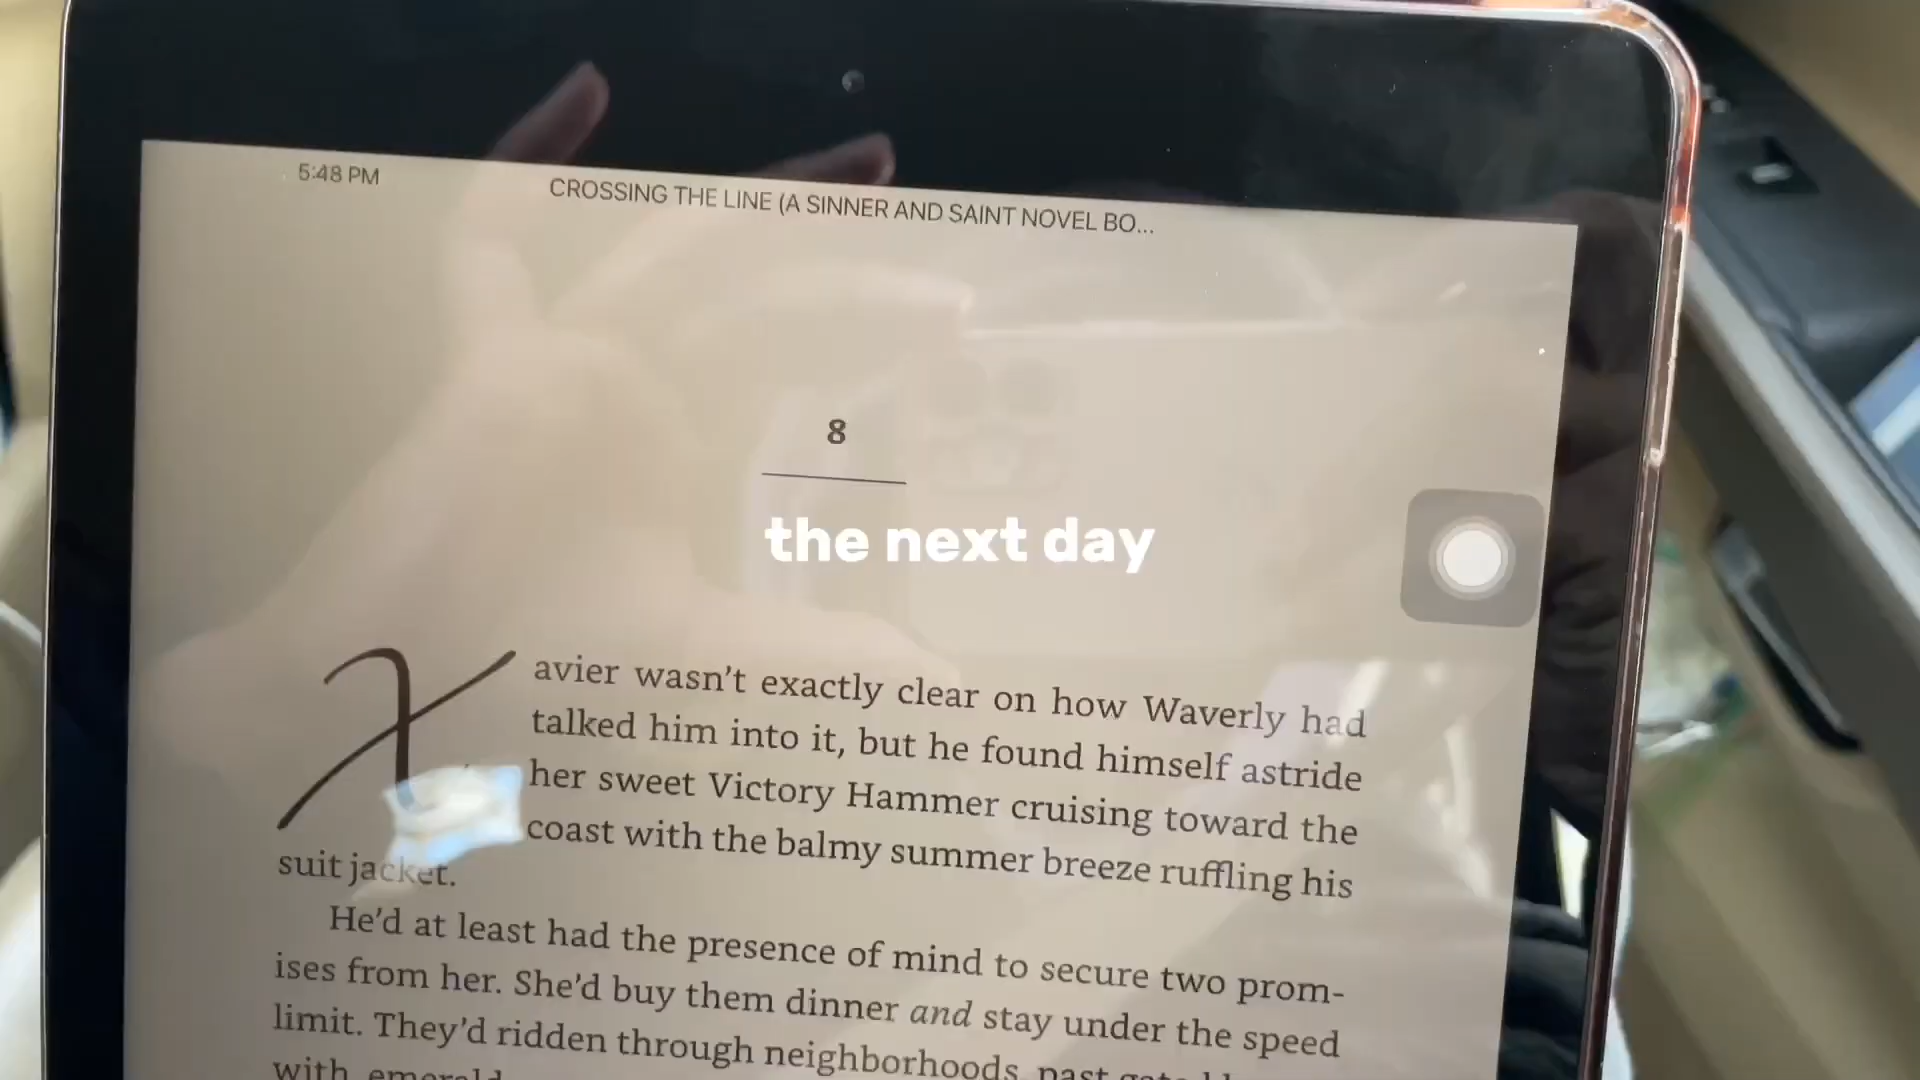 5:48 PM
CROSSING THE LINE (A SINNER AND SAINT NOVEL BO...
8
the next day
Xavier wasn't exactly clear on how Waverly had
talked him into it, but he found himself astride
her sweet Victory Hammer cruising toward the
coast with the balmy summer breeze ruffling his
suit jacket.
He'd at least had the presence of mind to secure two prom-
ises from her. She'd buy them dinner and stay under the speed
limit. They'd ridden through neighborhoods, past
with